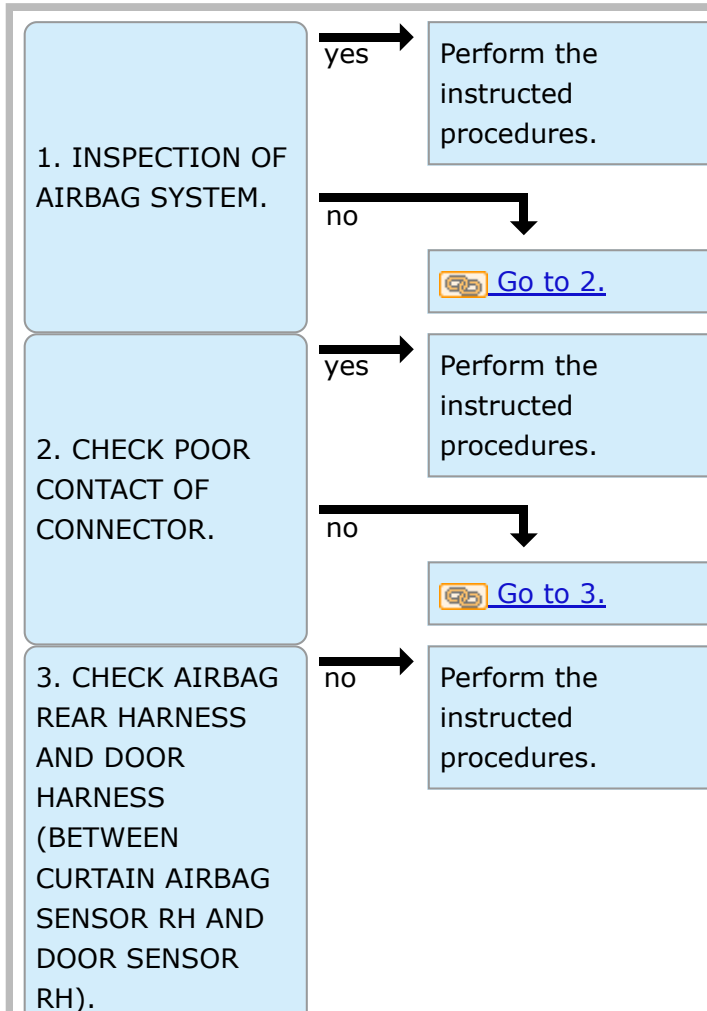 1. INSPECTION OF
AIRBAG SYSTEM.
yes
Perform the
instructed
procedures.
no
Go to 2.
2. CHECK POOR
CONTACT OF
CONNECTOR.
yes
Perform the
instructed
procedures.
no
Go to 3.
3. CHECK AIRBAG
REAR HARNESS
AND DOOR
HARNESS
(BETWEEN
CURTAIN AIRBAG
SENSOR RH AND
DOOR SENSOR
RH).
no
Perform the
instructed
procedures.